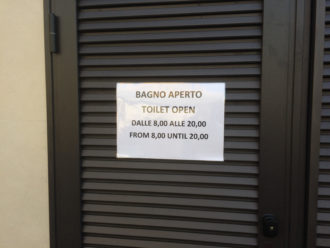 BAGNO APERTO
TOILET OPEN
DALLE 8,00 ALLE 20,00
FROM 8,00 UNTIL 20,00